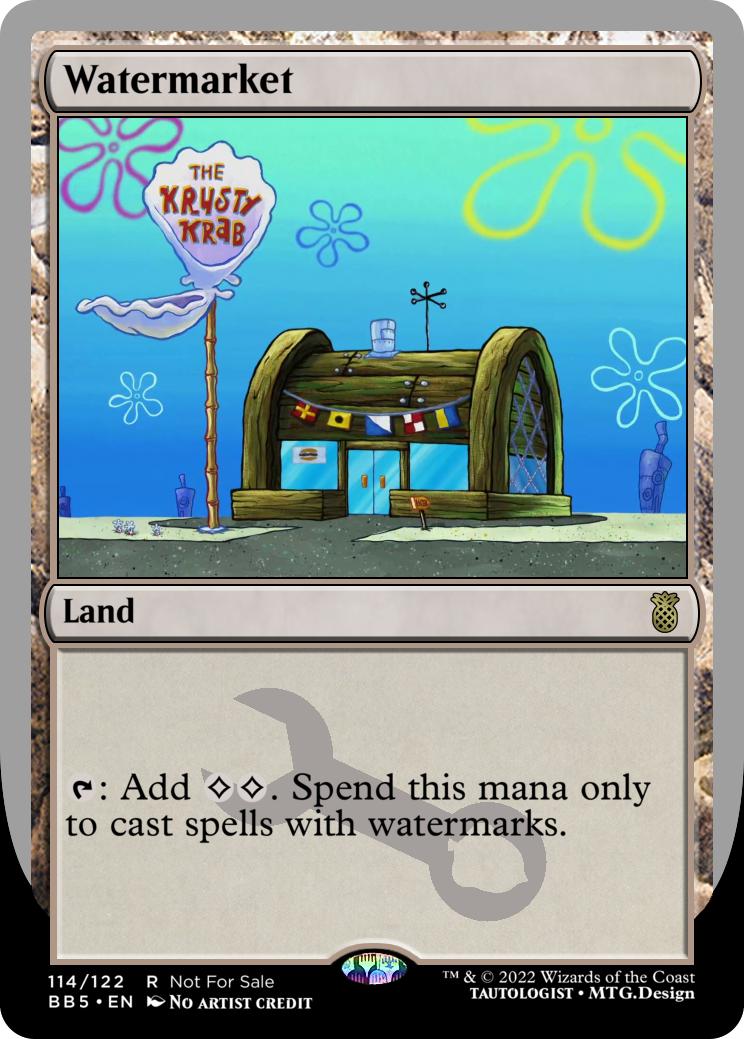 Watermarket
THE
KRUSTY
KRAB
Land
: Add . Spend this mana only
to cast spells with watermarks.
114/122 R Not For Sale
BB5 • EN No ARTIST CREDIT
™ & © 2022 Wizards of the Coast
TAUTOLOGIST • MTG.Design